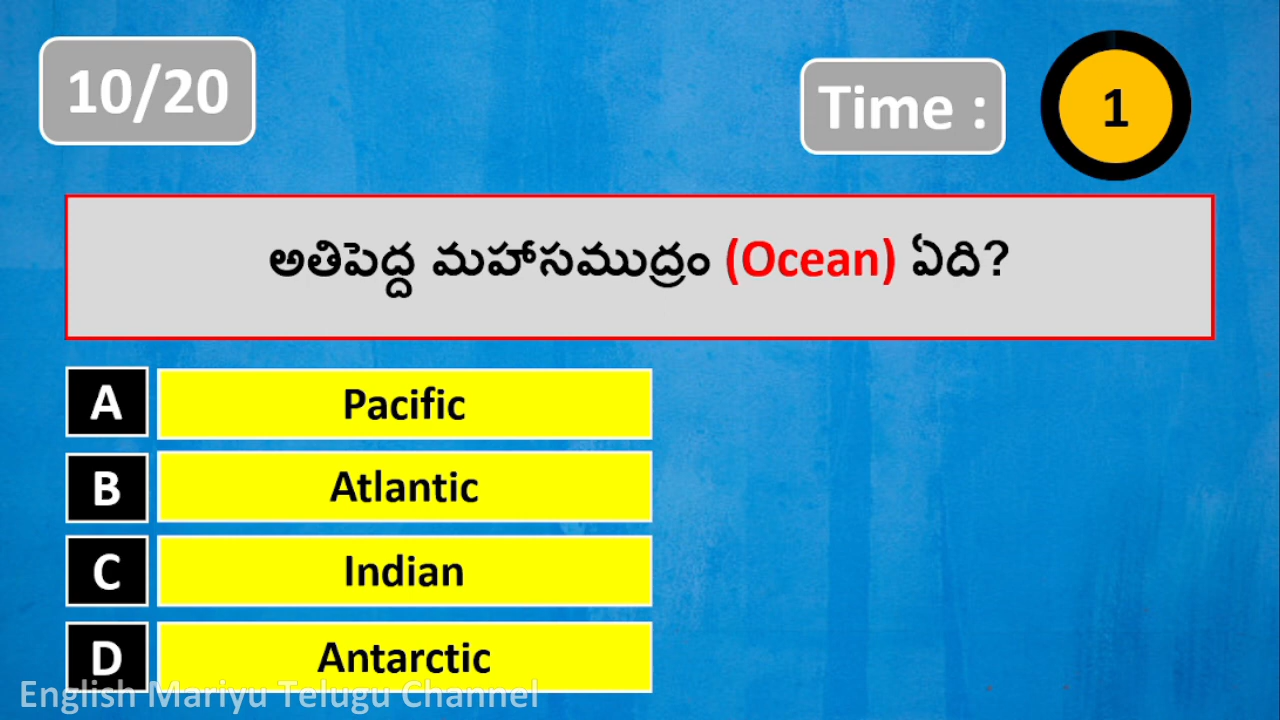 10/20
Time :
1
అతిపెద్ద మహాసముద్రం (Ocean) ఏది?
A
Pacific
B
Atlantic
C
Indian
D
Antarctic
English Mariyu Telugu Channel